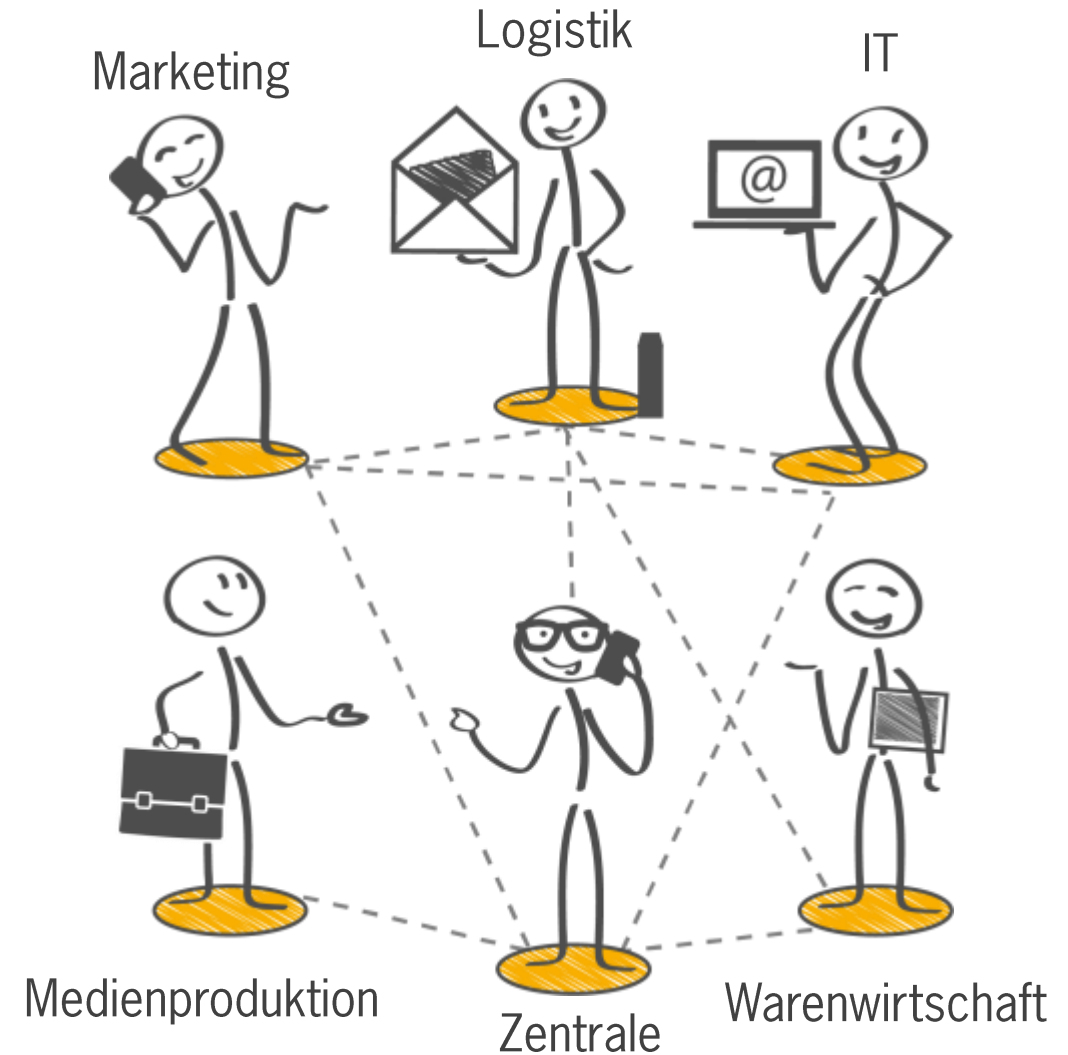 Marketing
Logistik
IT
@
Medienproduktion
Zentrale
Warenwirtschaft